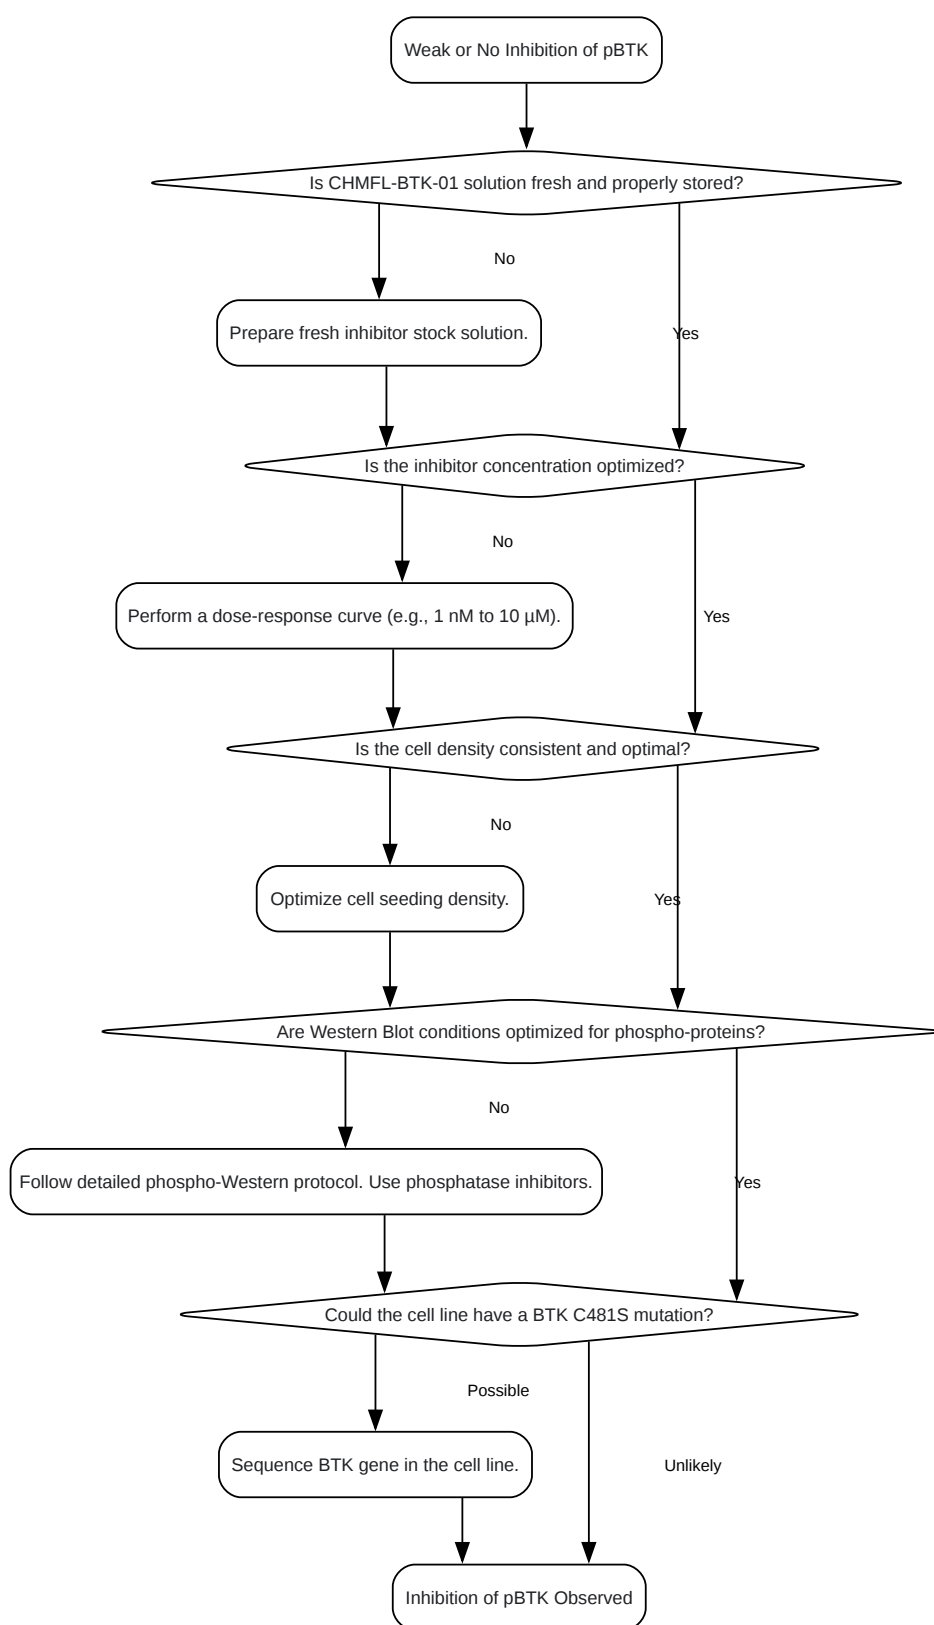 Weak or No Inhibition of pBTK
Is CHMFL-BTK-01 solution fresh and properly stored?
No
Prepare fresh inhibitor stock solution.
Yes
Is the inhibitor concentration optimized?
No
Perform a dose-response curve (e.g., 1 nM to 10 µM).
Yes
Is the cell density consistent and optimal?
No
Optimize cell seeding density.
Yes
Are Western Blot conditions optimized for phospho-proteins?
No
Follow detailed phospho-Western protocol. Use phosphatase inhibitors.
Yes
Could the cell line have a BTK C481S mutation?
Possible
Sequence BTK gene in the cell line.
Unlikely
Inhibition of pBTK Observed